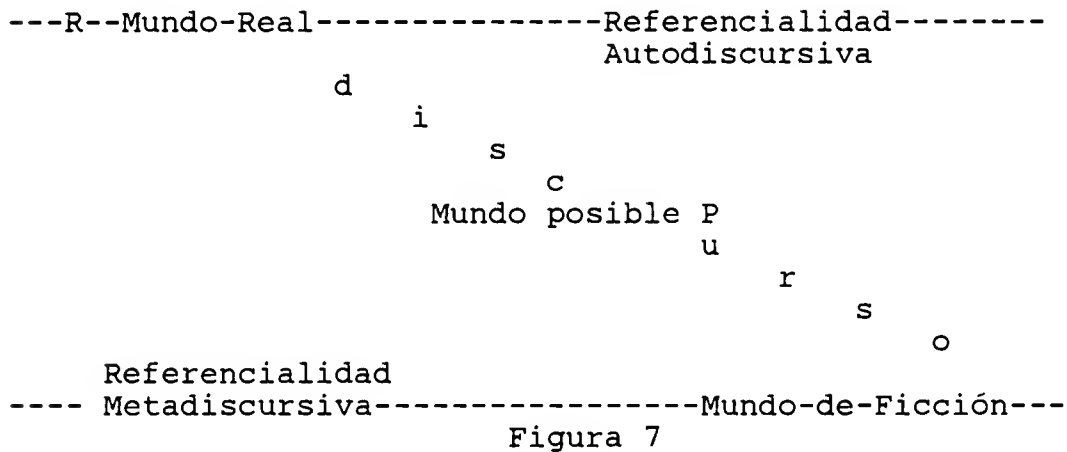 ---R--Mundo-Real---------------Referencialidad--------
Autodiscursiva
d
i
s
c
Mundo posible P
u
r
s
o
Referencialidad
---- Metadiscursiva-----------------Mundo-de-Ficción---
Figura 7